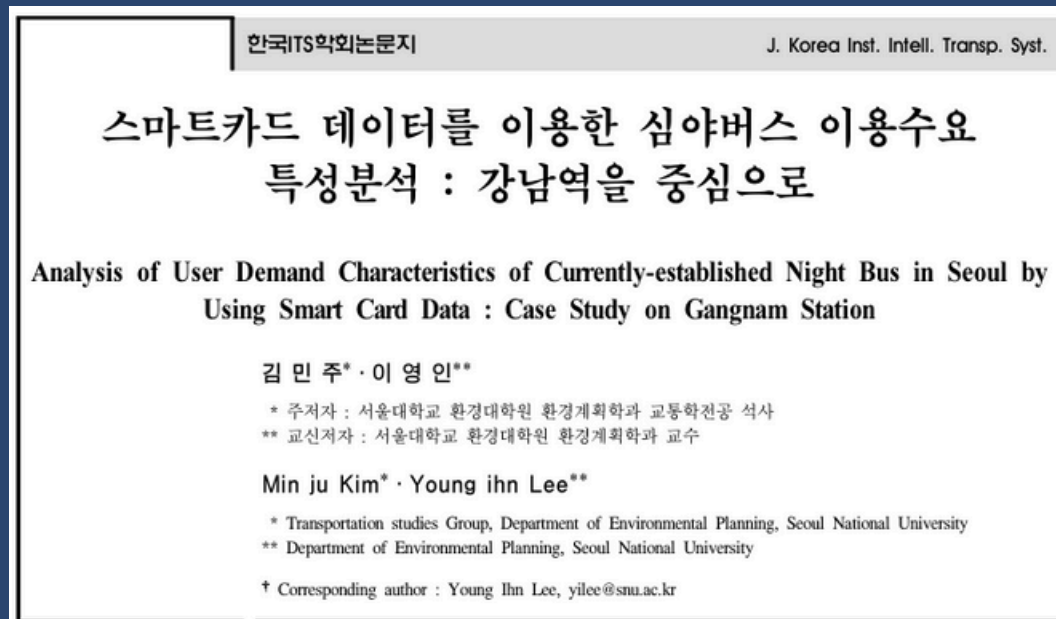 한국ITS학회논문지
J. Korea Inst. Intell. Transp. Syst.
스마트카드 데이터를 이용한 심야버스 이용수요
특성분석 : 강남역을 중심으로
Analysis of User Demand Characteristics of Currently-established Night Bus in Seoul by
Using Smart Card Data : Case Study on Gangnam Station
김 민 주* · 이 영 인**
* 주저자 : 서울대학교 환경대학원 환경계획학과 교통학전공 석사
** 교신저자 : 서울대학교 환경대학원 환경계획학과 교수
Min ju Kim* · Young ihn Lee**
* Transportation studies Group, Department of Environmental Planning, Seoul National University
** Department of Environmental Planning, Seoul National University
† Corresponding author : Young Ihn Lee, yilee@snu.ac.kr